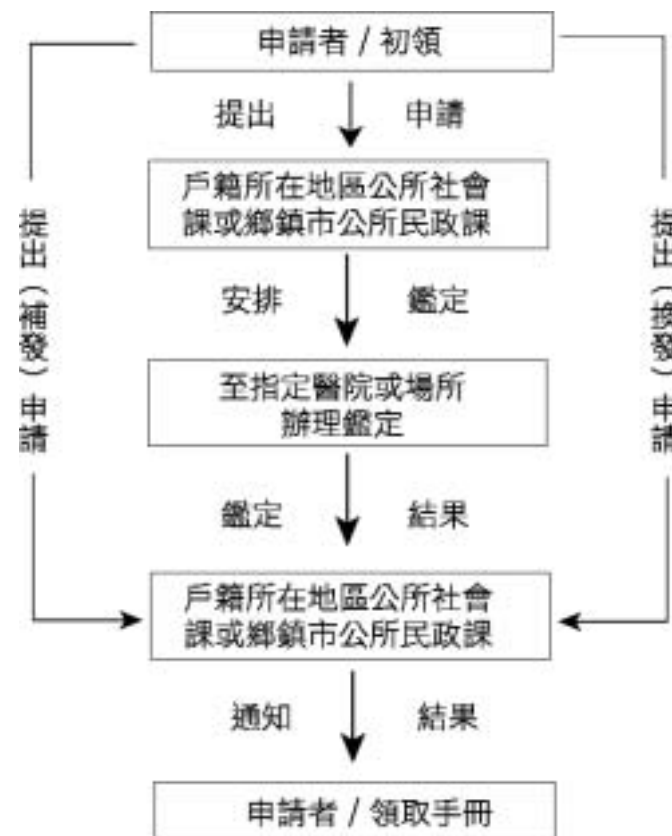 申請者 / 初領
提出 申請
戶籍所在地區公所社會
課或鄉鎮市公所民政課
安排 鑑定
至指定醫院或場所
辦理鑑定
鑑定 結果
戶籍所在地區公所社會
課或鄉鎮市公所民政課
通知 結果
申請者 / 領取手冊
提出（補發）申請
提出（換發）申請